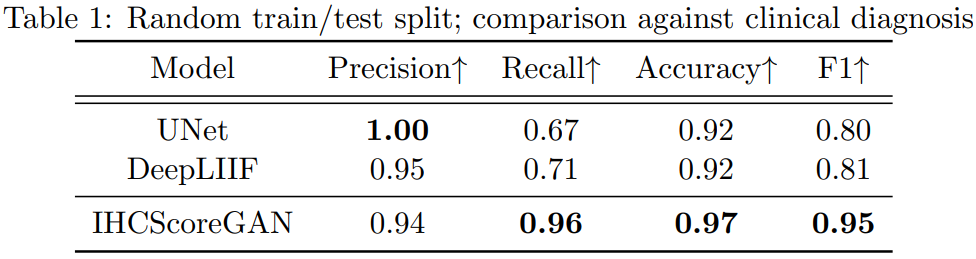 Table 1: Random train/test split; comparison against clinical diagnosis
Model Precision↑ Recall↑ Accuracy↑ F1↑
UNet 1.00 0.67 0.92 0.80
DeepLIIF 0.95 0.71 0.92 0.81
IHCScoreGAN 0.94 0.96 0.97 0.95